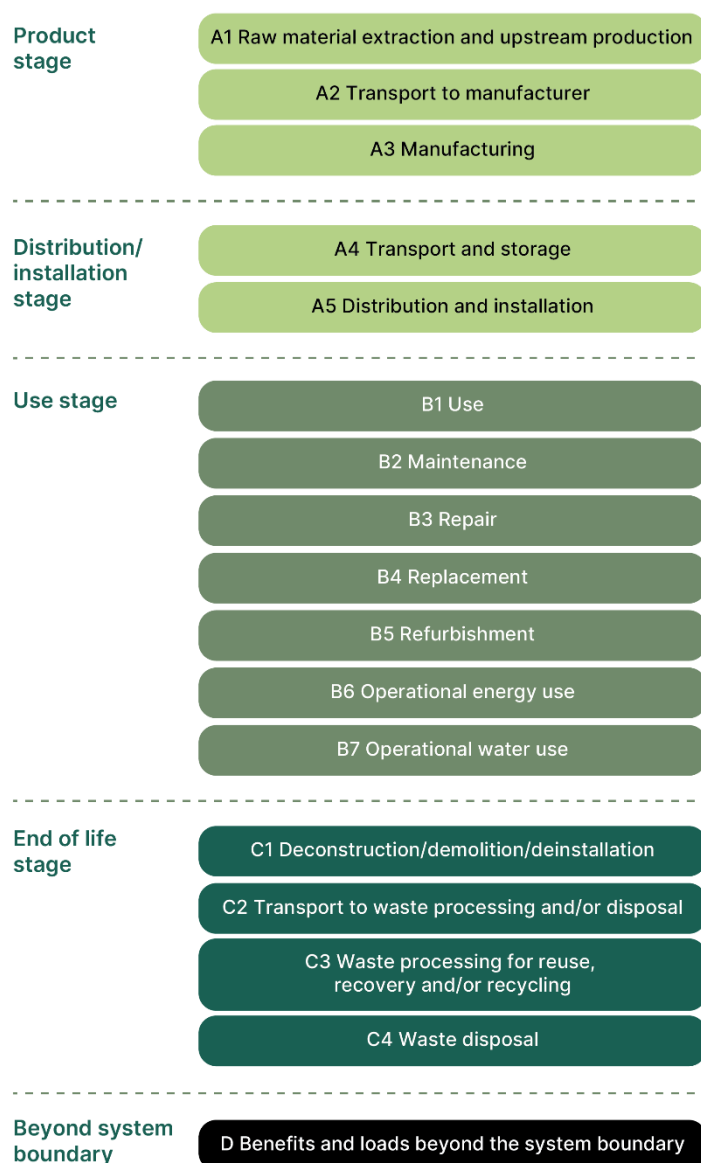 Product
stage
A1 Raw material extraction and upstream production
A2 Transport to manufacturer
A3 Manufacturing
Distribution/
installation
stage
A4 Transport and storage
A5 Distribution and installation
Use stage
B1 Use
B2 Maintenance
B3 Repair
B4 Replacement
B5 Refurbishment
B6 Operational energy use
B7 Operational water use
End of life
stage
C1 Deconstruction/demolition/deinstallation
C2 Transport to waste processing and/or disposal
C3 Waste processing for reuse,
recovery and/or recycling
C4 Waste disposal
Beyond system
boundary
D Benefits and loads beyond the system boundary